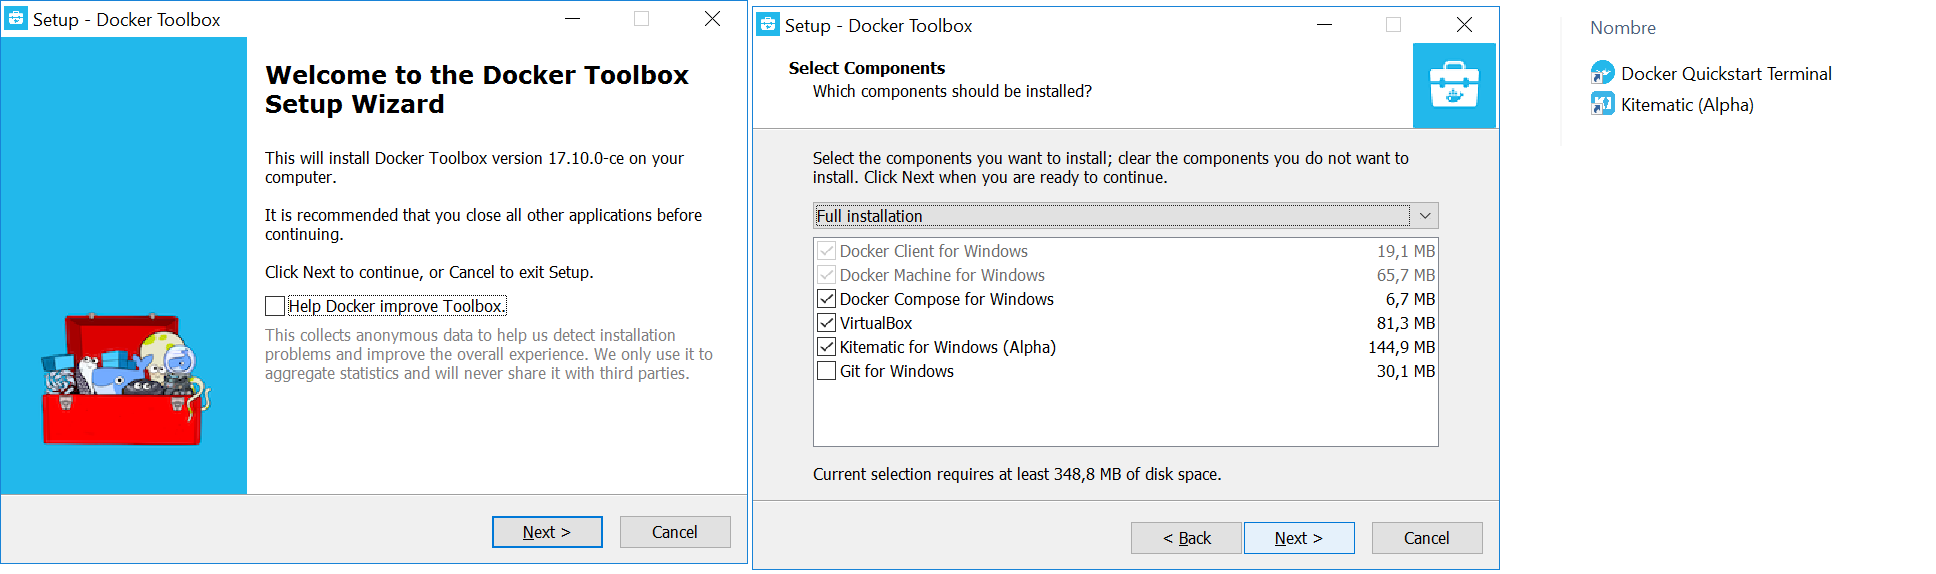 Setup - Docker Toolbox
Welcome to the Docker Toolbox
Setup Wizard
This will install Docker Toolbox version 17.10.0-ce on your
computer.
It is recommended that you close all other applications before
continuing.
Click Next to continue, or Cancel to exit Setup.
Help Docker improve Toolbox.
This collects anonymous data to help us detect installation
problems and improve the overall experience. We only use it to
aggregate statistics and will never share it with third parties.
Next >
Cancel
Setup - Docker Toolbox
Select Components
Which components should be installed?
Select the components you want to install; clear the components you do not want to
install. Click Next when you are ready to continue.
Full installation
Docker Client for Windows 19,1 MB
Docker Machine for Windows 65,7 MB
Docker Compose for Windows 6,7 MB
VirtualBox 81,3 MB
Kitematic for Windows (Alpha) 144,9 MB
Git for Windows 30,1 MB
Current selection requires at least 348,8 MB of disk space.
< Back
Next >
Cancel
Nombre
Docker Quickstart Terminal
Kitematic (Alpha)